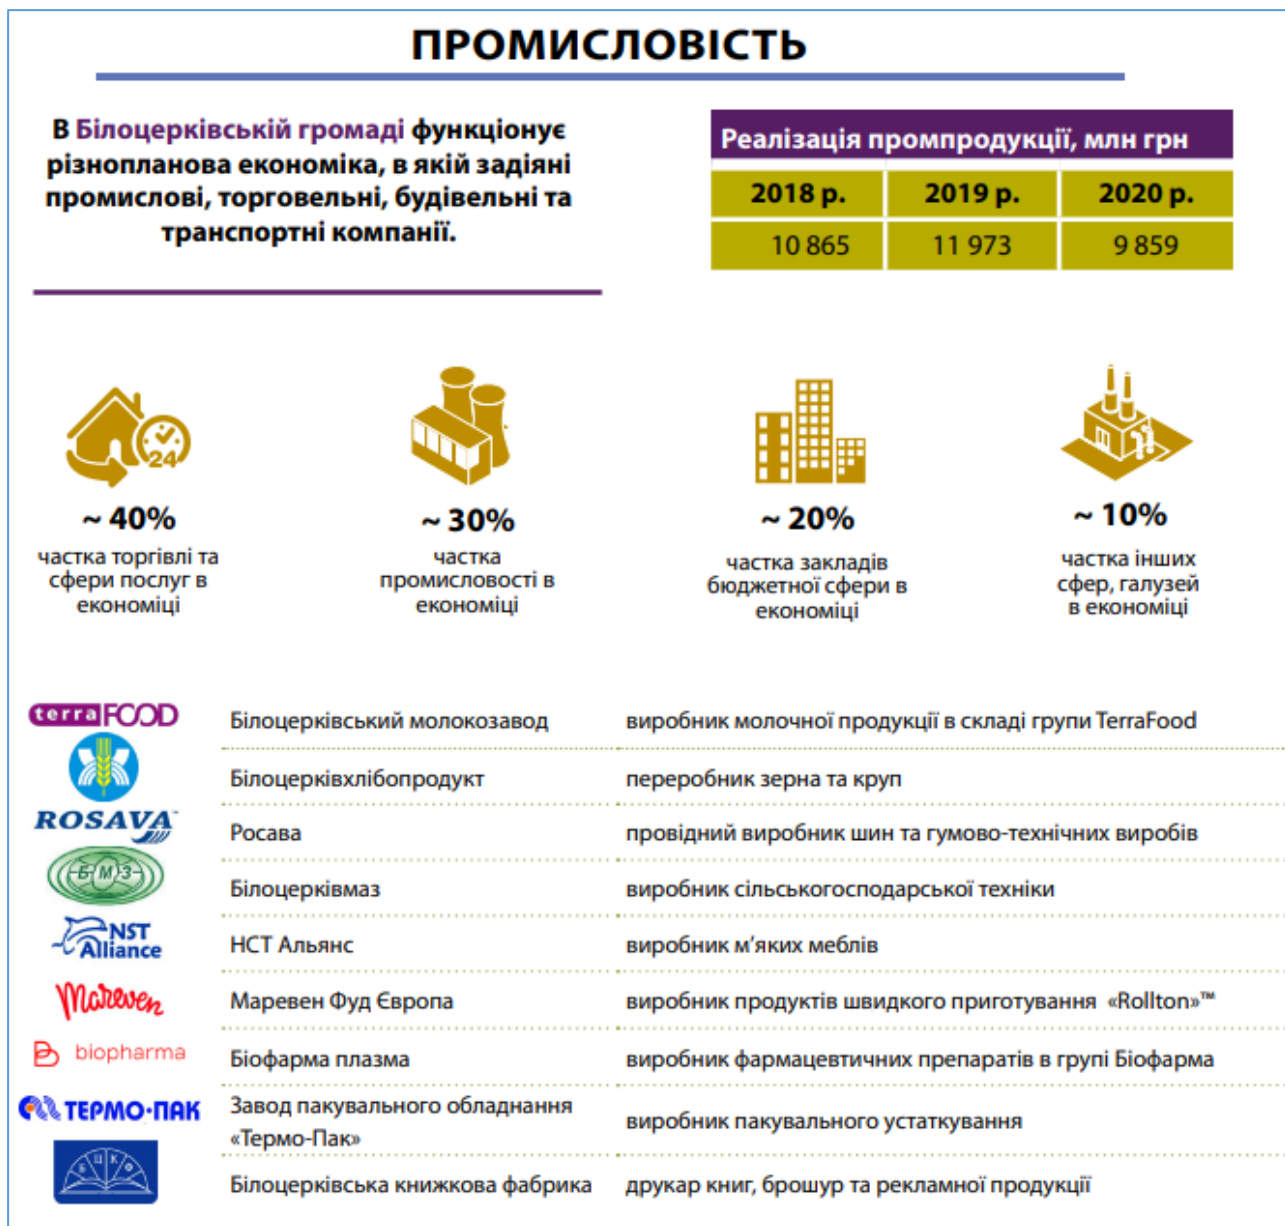 ПРОМИСЛОВІСТЬ
В Білоцерківській громаді функціонує
різнопланова економіка, в якій задіяні
промислові, торговельні, будівельні та
транспортні компанії.
Реалізація промпродукції, млн грн
2018 р. 2019 р. 2020 р.
10 865 11 973 9 859
24
~ 40%
частка торгівлі та
сфери послуг в
економіці
~ 30%
частка
промисловості в
економіці
~ 20%
частка закладів
бюджетної сфери в
економіці
~ 10%
частка інших
сфер, галузей
в економіці
terra FOOD
Білоцерківський молокозавод
виробник молочної продукції в складі групи TerraFood
Білоцерківхлібопродукт
переробник зерна та круп
ROSAVA™
Росава
провідний виробник шин та гумово-технічних виробів
Б М З
Білоцерківмаз
виробник сільськогосподарської техніки
NST
Alliance
НСТ Альянс
виробник м’яких меблів
Mareven
Маревен Фуд Європа
виробник продуктів швидкого приготування «Rollton»™
biopharma
Біофарма плазма
виробник фармацевтичних препаратів в групі Біофарма
ТЕРМО·ПАК
Завод пакувального обладнання
«Термо-Пак»
виробник пакувального устаткування
Б Ц К Ф
Білоцерківська книжкова фабрика
друкар книг, брошур та рекламної продукції